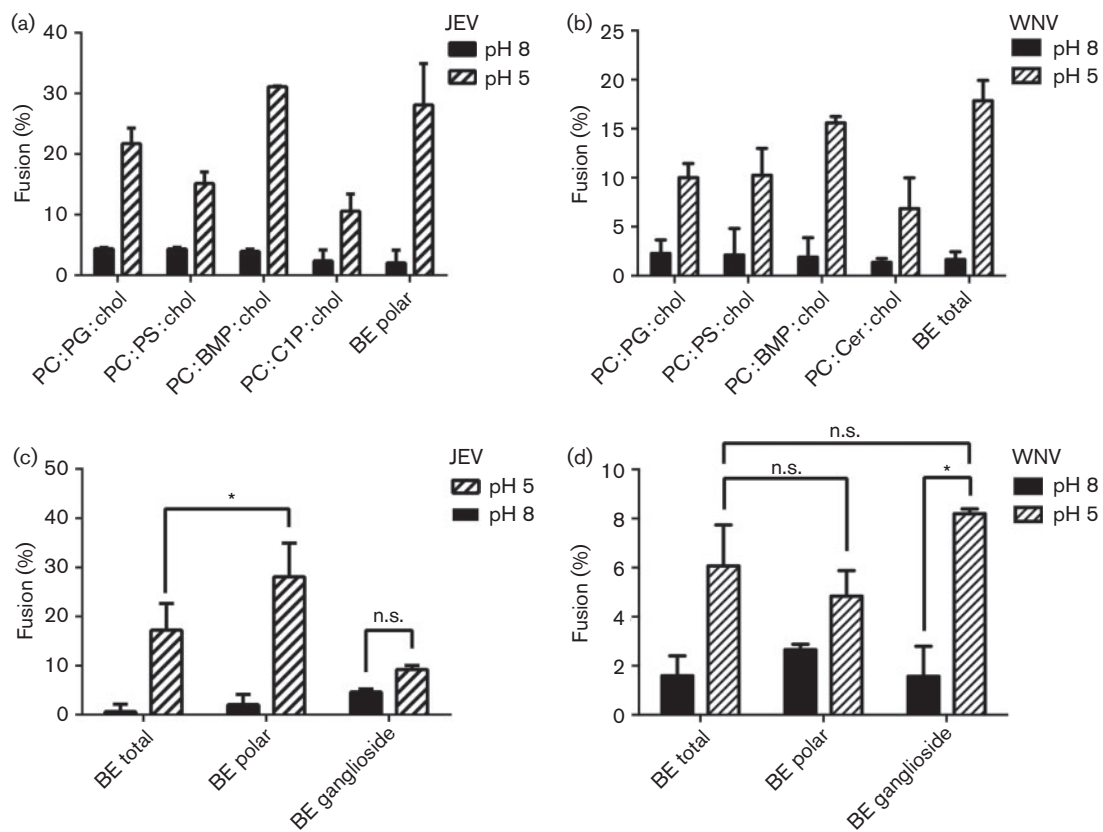 (a)
JEV
pH 8
pH 5
Fusion (%)
40
30
20
10
0
PC:PG:chol
PC:PS:chol
PC:BMP:chol
PC:C1P:chol
BE polar
(b)
WNV
pH 8
pH 5
Fusion (%)
25
20
15
10
5
0
PC:PG:chol
PC:PS:chol
PC:BMP:chol
PC:Cer:chol
BE total
(c)
JEV
pH 5
pH 8
Fusion (%)
50
40
30
20
10
0
*
n.s.
BE total
BE polar
BE ganglioside
(d)
WNV
pH 8
pH 5
Fusion (%)
10
8
6
4
2
0
n.s.
n.s.
*
BE total
BE polar
BE ganglioside